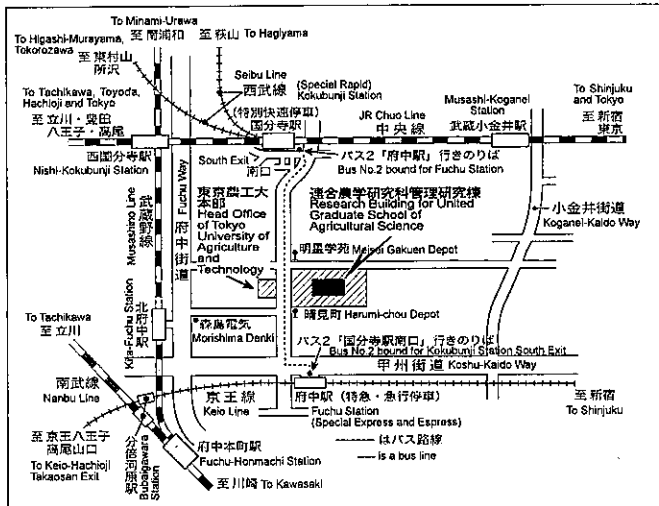 To Minami-Urawa
至 南浦和
至 萩山 To Hagiyama
To Higashi-Murayama,
Tokorozawa
至 東村山
所沢
Seibu Line
西武線
(Special Rapid)
Kokubunji Station
(特別快速停車)
国分寺駅
To Tachikawa, Toyoda,
Hachioji and Tokyo
至 立川・豊田
八王子・高尾
西国分寺駅
Nishi-Kokubunji Station
JR Chuo Line
中央線
Musashi-Koganei
Station
武蔵小金井駅
To Shinjuku
and Tokyo
至 新宿
東京
South Exit
南口
バス2「府中駅」行きのりば
Bus No.2 bound for Fuchu Station
Musashino Line
武蔵野線
Fuchu Way
府中街道
東京農工大
本部
Head Office
of Tokyo
University of
Agriculture
and
Technology
連合農学研究科管理研究棟
Research Building for United
Graduate School of
Agricultural Science
小金井街道
Koganei-Kaido Way
明星学苑 Meisei Gakuen Depot
晴見町 Harumi-chou Depot
Kita-Fuchu Station
北府中駅
森島電気
Morishima Denki
バス2「国分寺駅南口」行きのりば
Bus No.2 bound for Kokubunji Station South Exit
甲州街道
Koshu-Kaido Way
To Tachikawa
至 立川
南武線
Nanbu Line
京王線
Keio Line
府中駅 (特急・急行停車)
Fuchu Station
(Special Express and Espress)
至 新宿
To Shinjuku
至 京王八王子
高尾山口
To Keio-Hachioji
Takaosan Exit
分倍河原駅
Bubaigawara
Station
府中本町駅
Fuchu-Honmachi Station
至 川崎 To Kawasaki
はバス路線
is a bus line